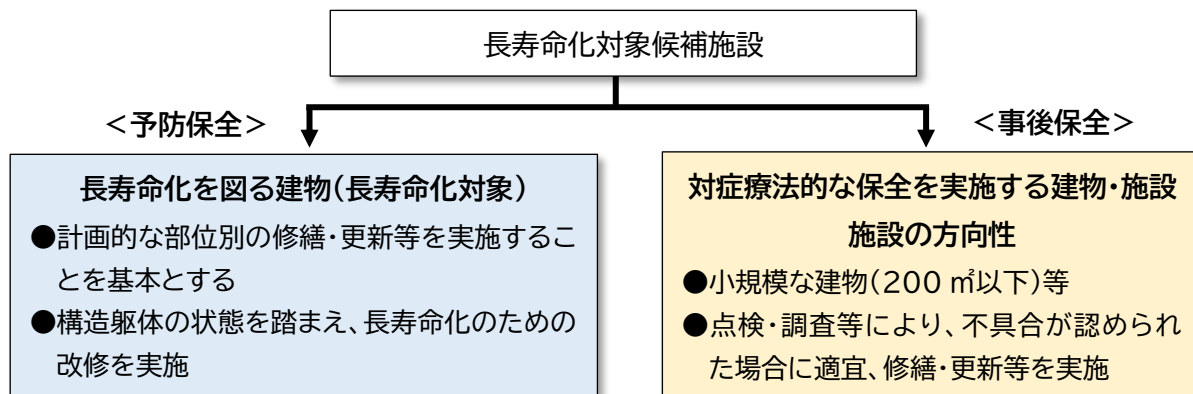 長寿命化対象候補施設
＜予防保全＞
＜事後保全＞
長寿命化を図る建物(長寿命化対象)
●計画的な部位別の修繕・更新等を実施するこ
とを基本とする
●構造躯体の状態を踏まえ、長寿命化のための
改修を実施
対症療法的な保全を実施する建物・施設
施設の方向性
●小規模な建物(200 ㎡以下)等
●点検・調査等により、不具合が認められ
た場合に適宜、修繕・更新等を実施